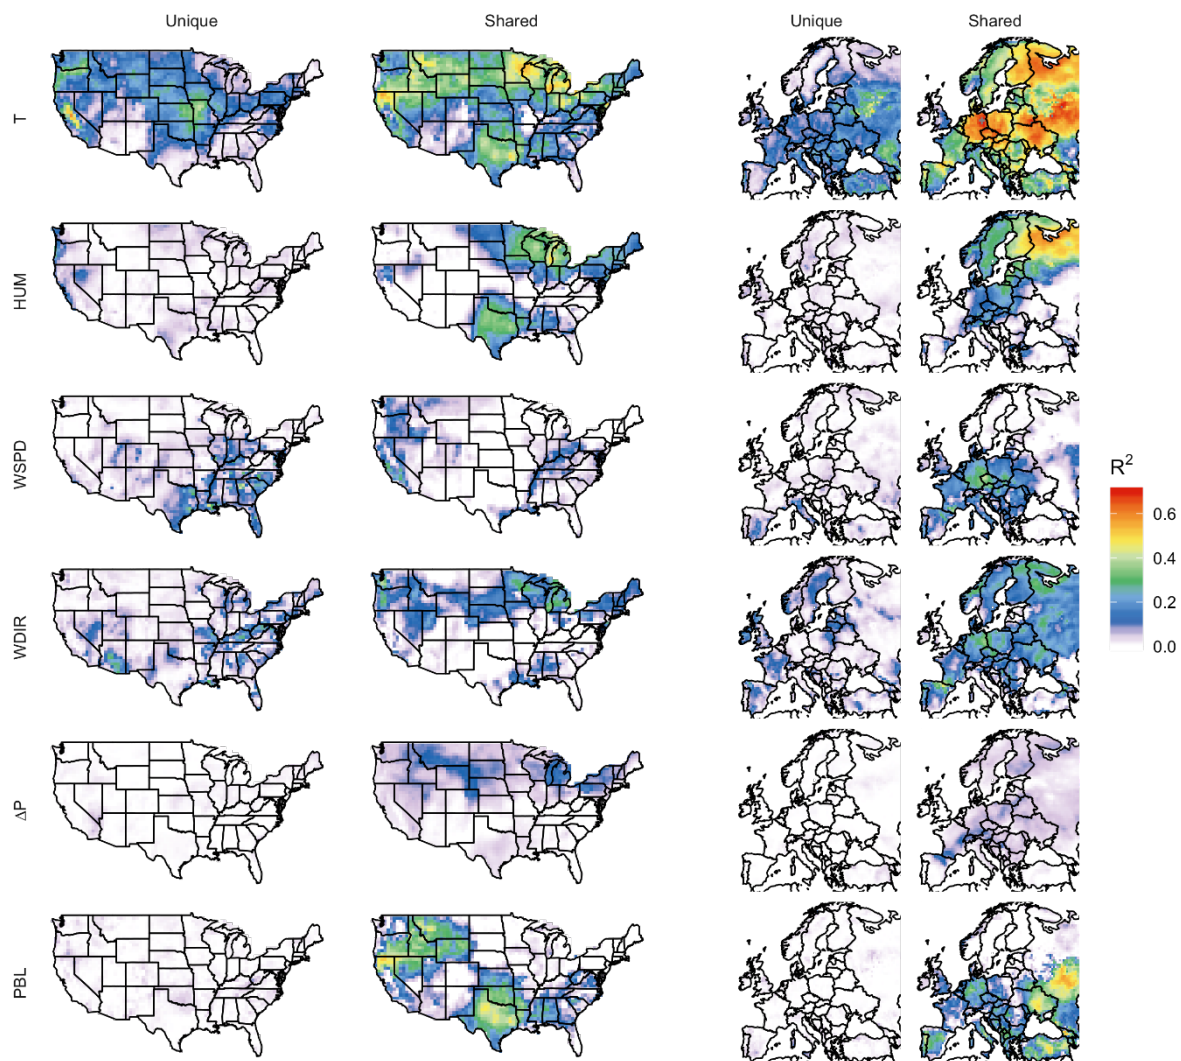 Unique Shared Unique Shared
T
HUM
WSPD
R²
0.6
0.4
WDIR
0.2
0.0
ΔP
PBL